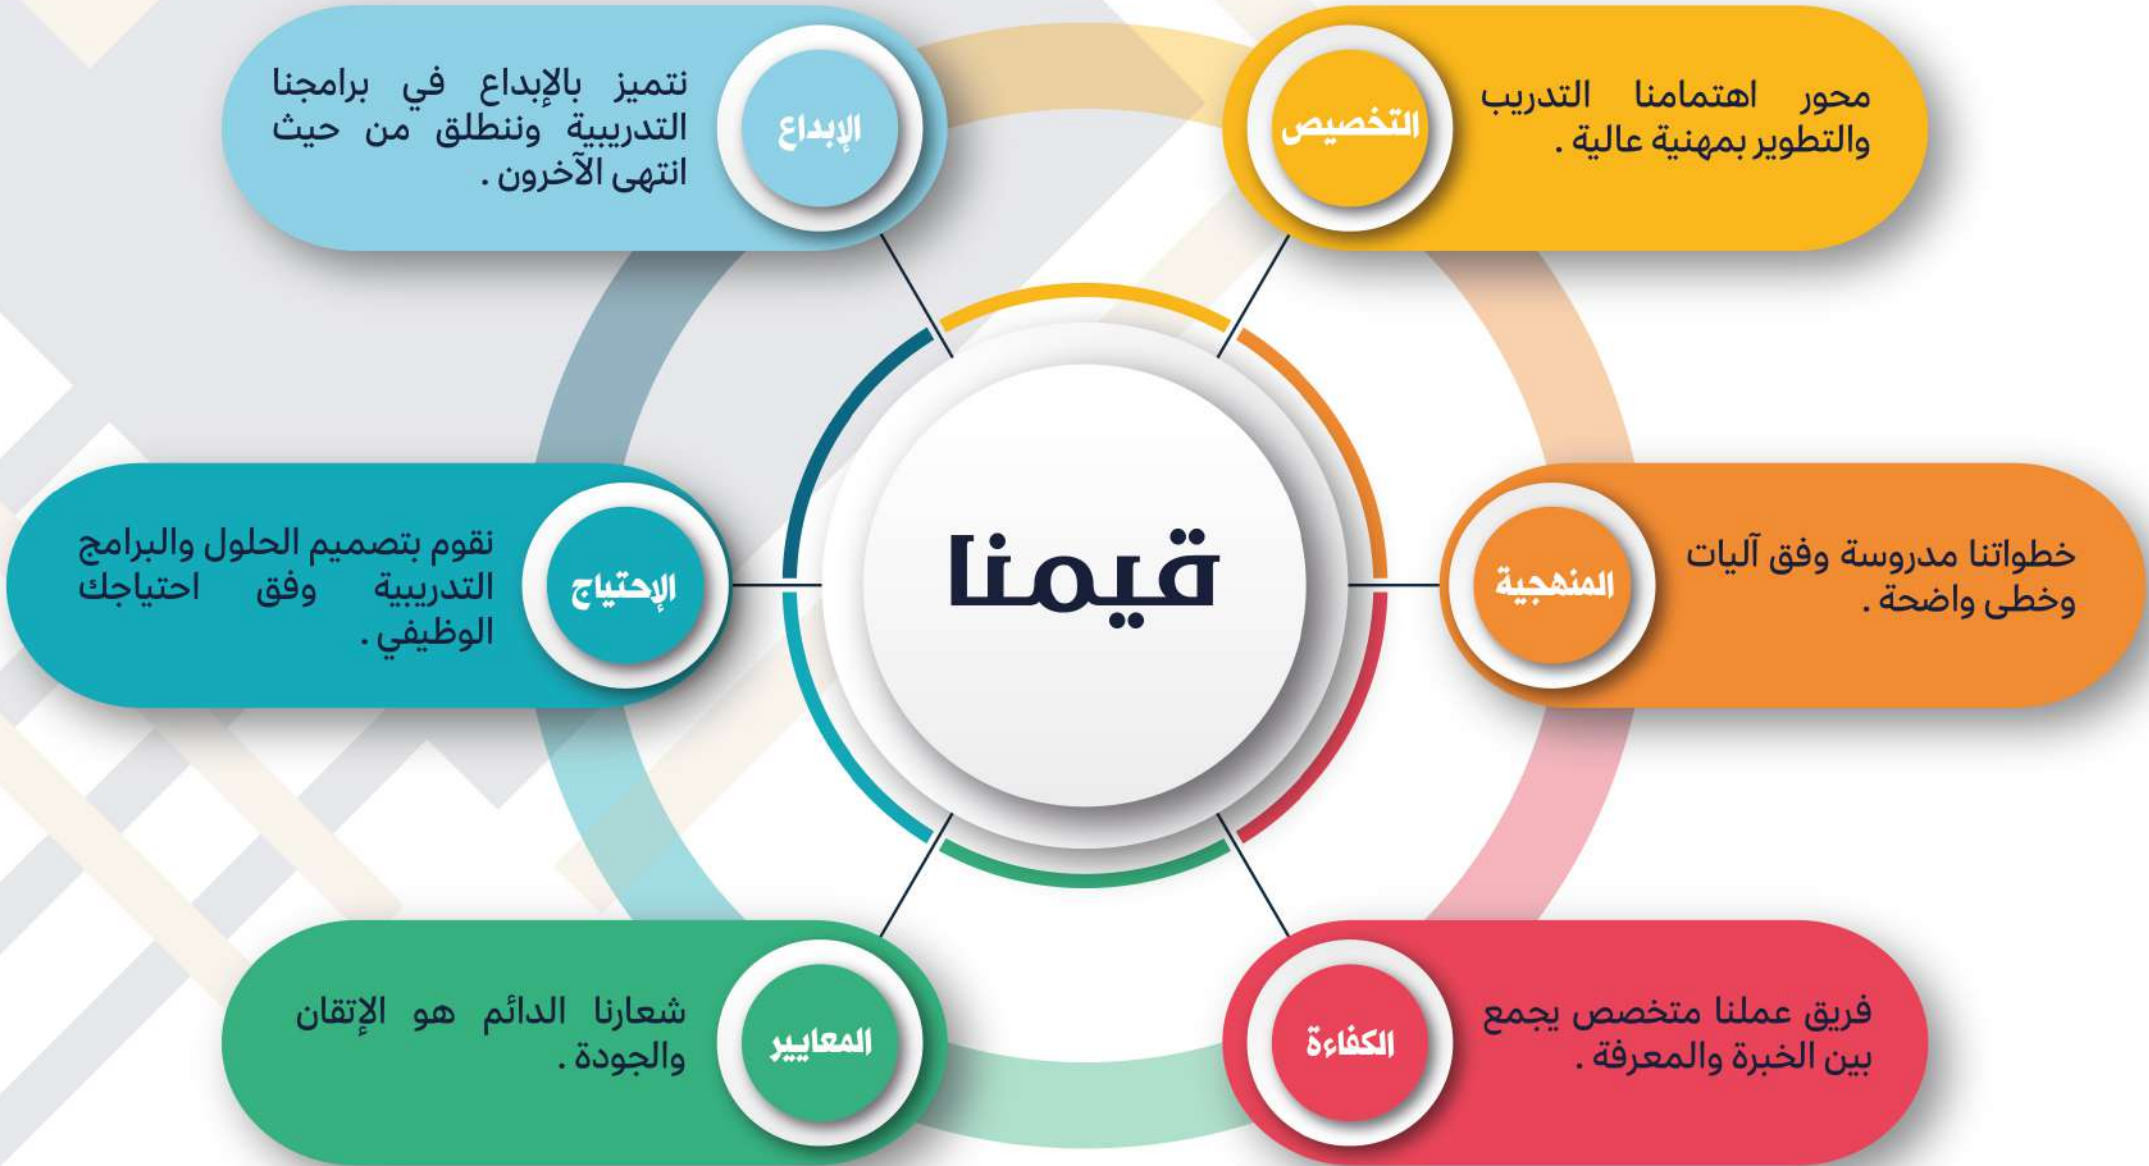 قيمنا
التخصيص
محور اهتمامنا التدريب
والتطوير بمهنية عالية .
المنهجية
خطواتنا مدروسة وفق آليات
وخطى واضحة .
الكفاءة
فريق عملنا متخصص يجمع
بين الخبرة والمعرفة .
الإبداع
نتميز بالإبداع في برامجنا
التدريبية وننطلق من حيث
انتهى الآخرون .
الإحتياج
نقوم بتصميم الحلول والبرامج
التدريبية وفق احتياجك
الوظيفي .
المعايير
شعارنا الدائم هو الإتقان
والجودة .